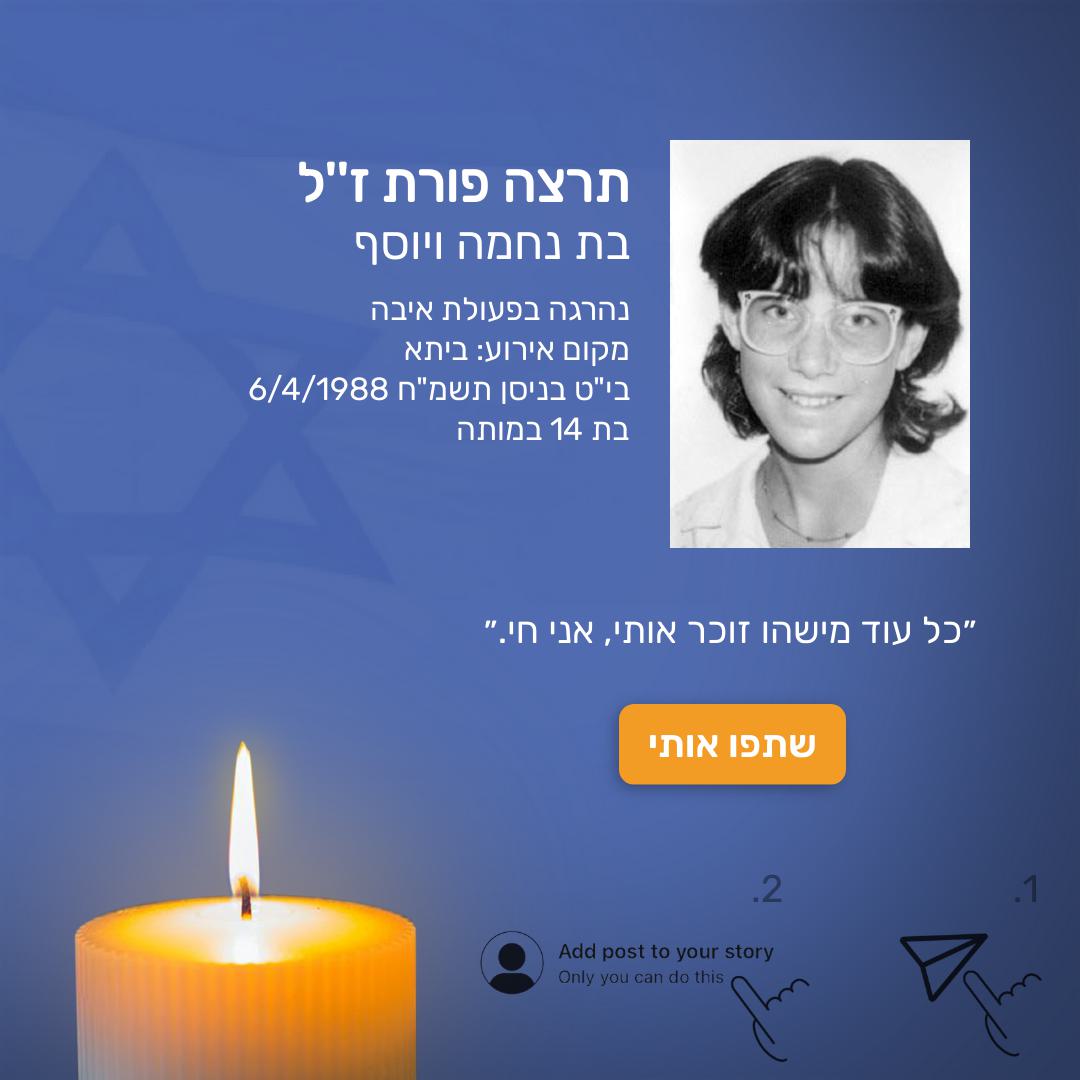 תרצה פורת ז"ל
בת נחמה ויוסף
נהרגה בפעולת איבה
מקום אירוע: ביתא
בי"ט בניסן תשמ"ח 6/4/1988
בת 14 במותה
״כל עוד מישהו זוכר אותי, אני חי.״
שתפו אותי
1.
2.
Add post to your story
Only you can do this